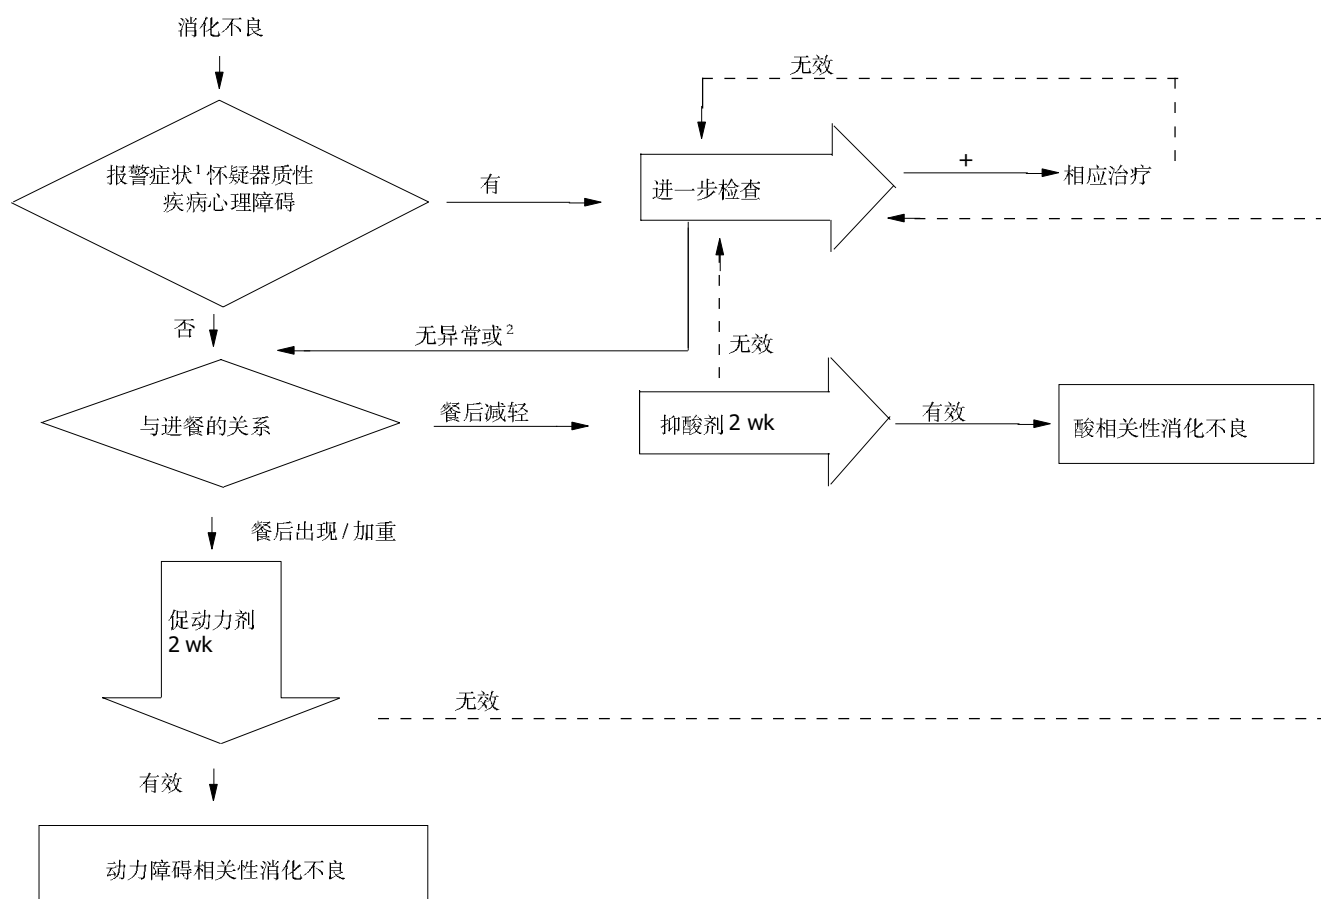 消化不良
无效
报警症状¹怀疑器质性
疾病心理障碍
有
进一步检查
+
相应治疗
否
无异常或²
无效
与进餐的关系
餐后减轻
抑酸剂 2 wk
有效
酸相关性消化不良
餐后出现/加重
促动力剂
2 wk
无效
有效
动力障碍相关性消化不良